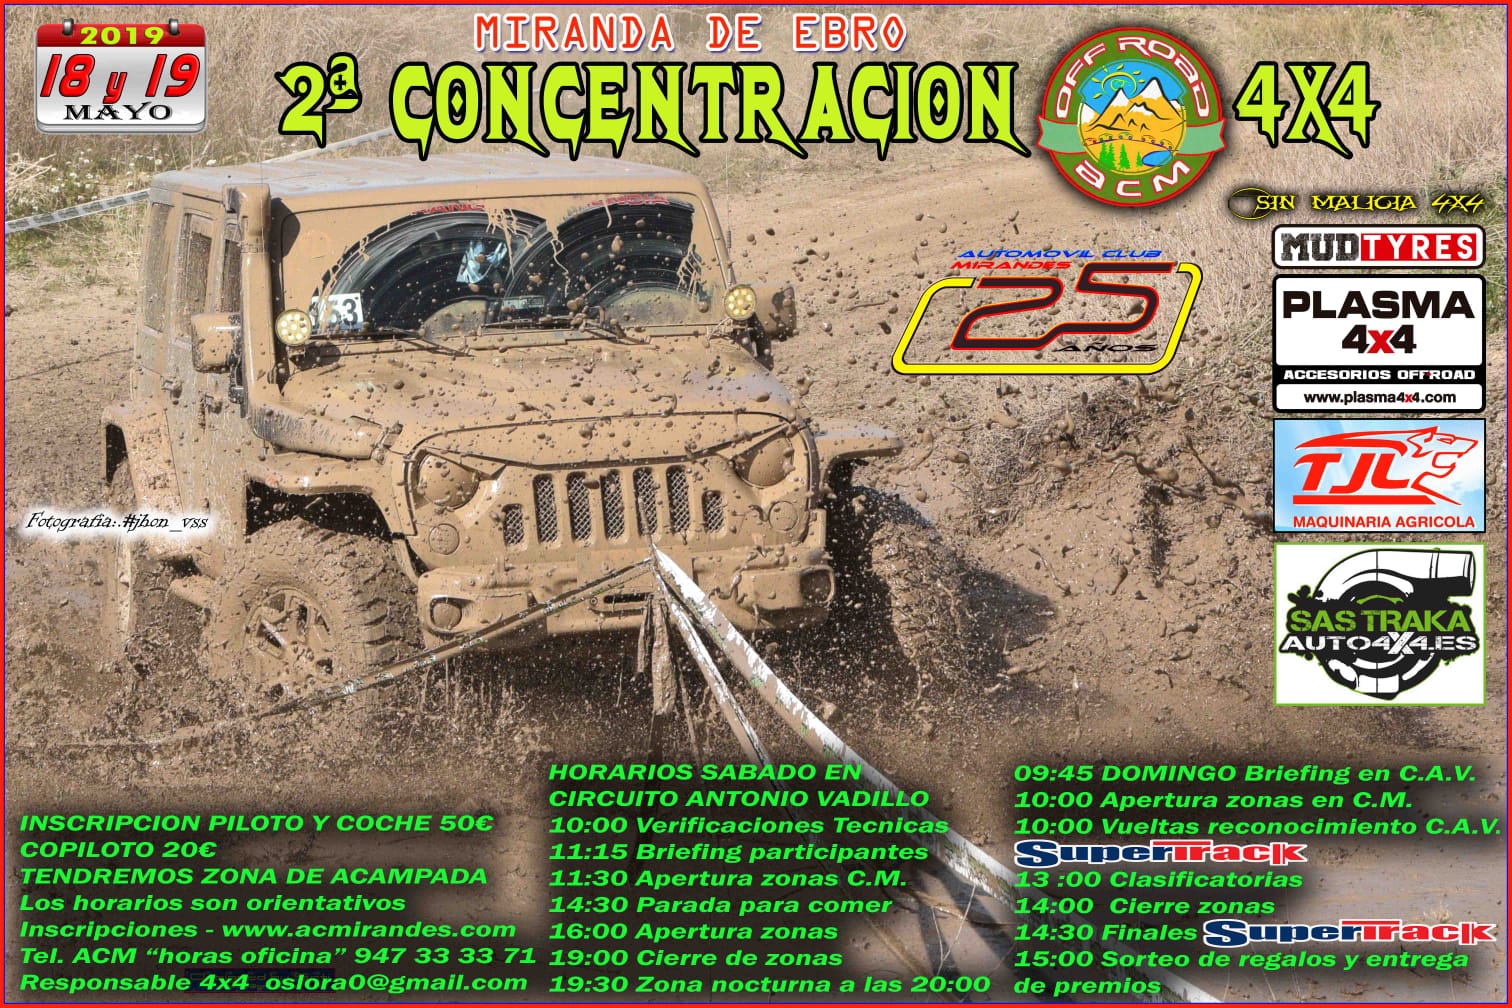 2019
18 y 19
MAYO
MIRANDA DE EBRO
2ª CONCENTRACION
OFF ROAD
ACM
4X4
SIN MALICIA 4X4
MUDTYRES
PLASMA
4x4
ACCESORIOS OFFROAD
www.plasma4x4.com
TJL
MAQUINARIA AGRICOLA
SASTRAKA
AUTO4X4.ES
AUTOMOVIL CLUB
MIRANDES
25
AÑOS
53
Fotografia:.#jhon_vss
INSCRIPCION PILOTO Y COCHE 50€
COPILOTO 20€
TENDREMOS ZONA DE ACAMPADA
Los horarios son orientativos
Inscripciones - www.acmirandes.com
Tel. ACM “horas oficina” 947 33 33 71
Responsable 4x4 oslora0@gmail.com
HORARIOS SABADO EN
CIRCUITO ANTONIO VADILLO
10:00 Verificaciones Tecnicas
11:15 Briefing participantes
11:30 Apertura zonas C.M.
14:30 Parada para comer
16:00 Apertura zonas
19:00 Cierre de zonas
19:30 Zona nocturna a las 20:00
09:45 DOMINGO Briefing en C.A.V.
10:00 Apertura zonas en C.M.
10:00 Vueltas reconocimiento C.A.V.
SuperTrack
13 :00 Clasificatorias
14:00 Cierre zonas
14:30 Finales SuperTrack
15:00 Sorteo de regalos y entrega
de premios